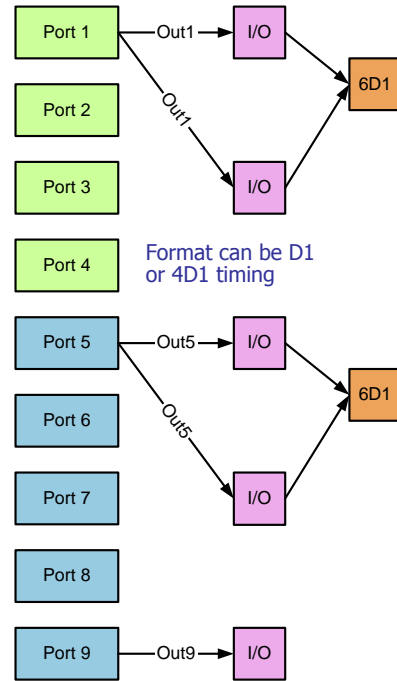 Port 1
Out1
I/O
6D1
Port 2
Out1
Port 3
I/O
Port 4
Format can be D1
or 4D1 timing
Port 5
Out5
I/O
6D1
Port 6
Out5
Port 7
I/O
Port 8
Port 9
Out9
I/O